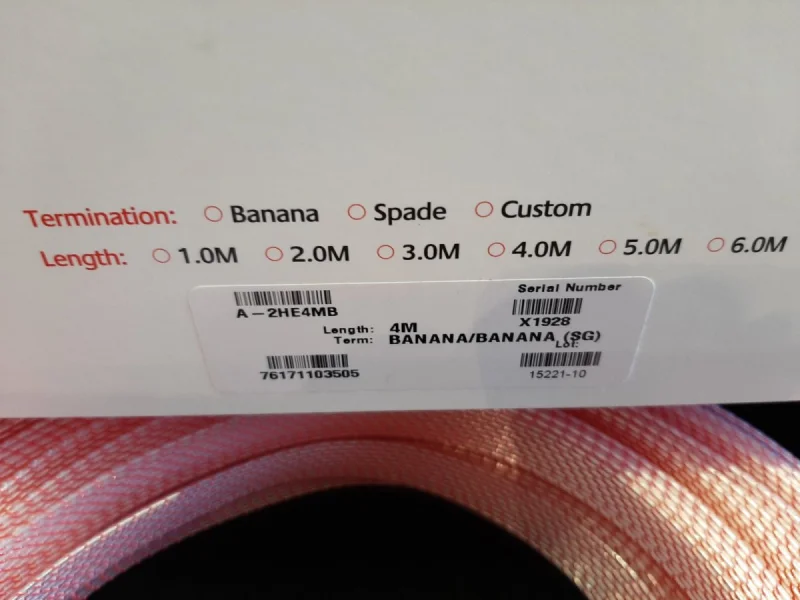 Termination: Banana Spade Custom
Length: 1.0M 2.0M 3.0M 4.0M 5.0M 6.0M
Serial Number
A-2HE4MB
X1928
Length: 4M
Term: BANANA/BANANA (SG)
Lot:
76171103505
15221-10